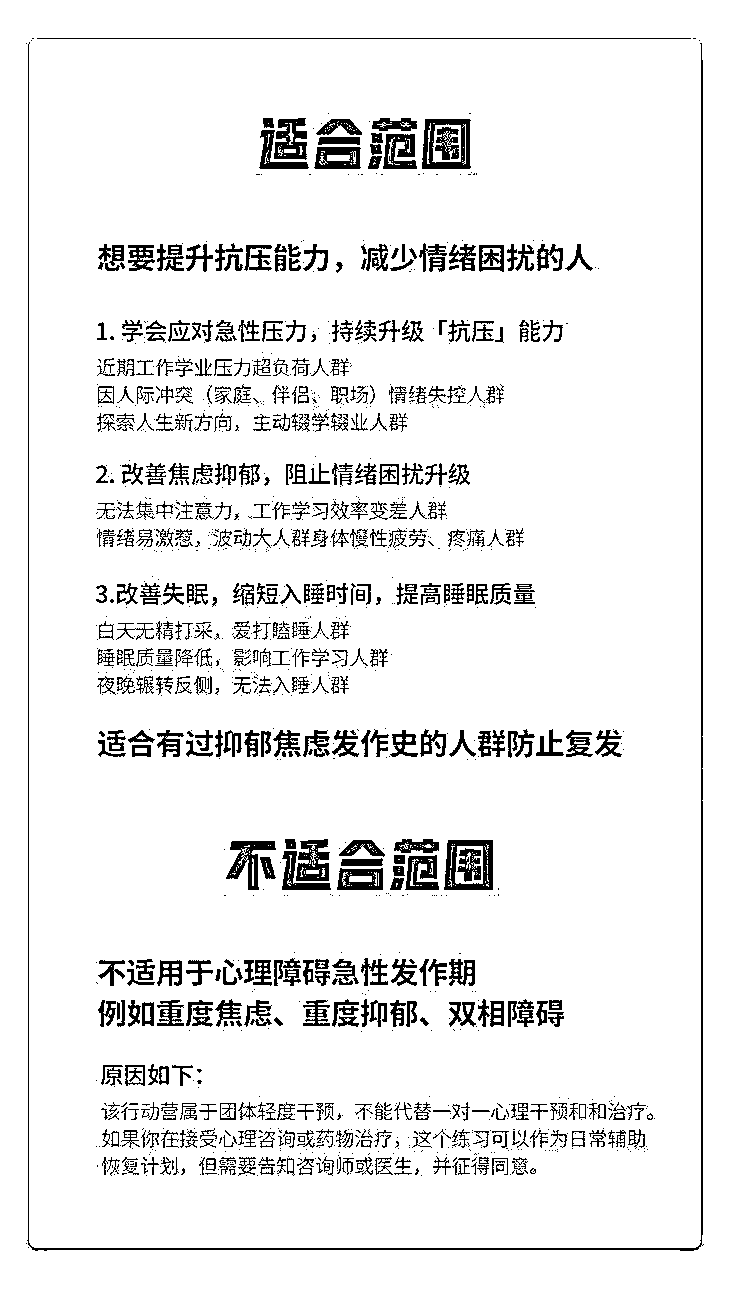 适合范围
想要提升抗压能力，减少情绪困扰的人
1. 学会应对急性压力，持续升级「抗压」能力
近期工作学业压力超负荷人群
因人际冲突（家庭、伴侣、职场）情绪失控人群
探索人生新方向，主动辍学辍业人群
2. 改善焦虑抑郁，阻止情绪困扰升级
无法集中注意力，工作学习效率变差人群
情绪易激惹，波动大人群身体慢性疲劳、疼痛人群
3.改善失眠，缩短入睡时间，提高睡眠质量
白天无精打采，爱打瞌睡人群
睡眠质量降低，影响工作学习人群
夜晚辗转反侧，无法入睡人群
适合有过抑郁焦虑发作史的人群防止复发
不适合范围
不适用于心理障碍急性发作期
例如重度焦虑、重度抑郁、双相障碍
原因如下：
该行动营属于团体轻度干预，不能代替一对一心理干预和和治疗。
如果你在接受心理咨询或药物治疗，这个练习可以作为日常辅助
恢复计划，但需要告知咨询师或医生，并征得同意。